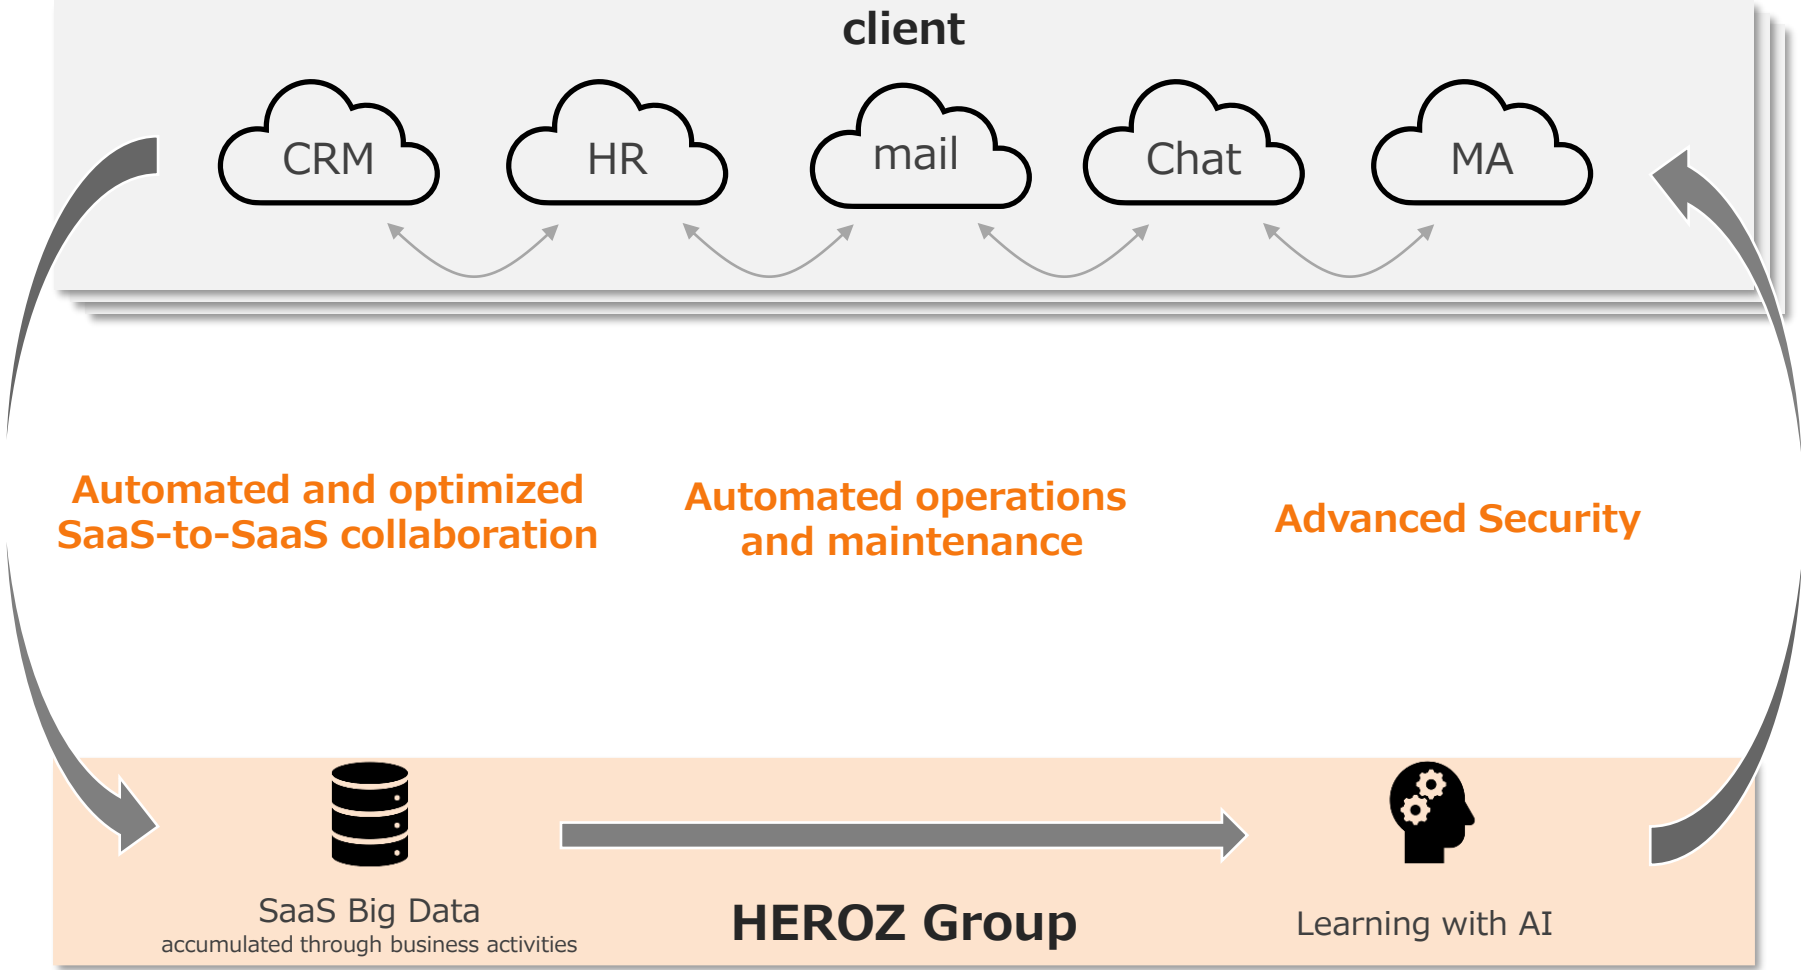 client
CRM
HR
mail
Chat
MA
Automated and optimized
SaaS-to-SaaS collaboration
Automated operations
and maintenance
Advanced Security
SaaS Big Data
accumulated through business activities
HEROZ Group
Learning with AI